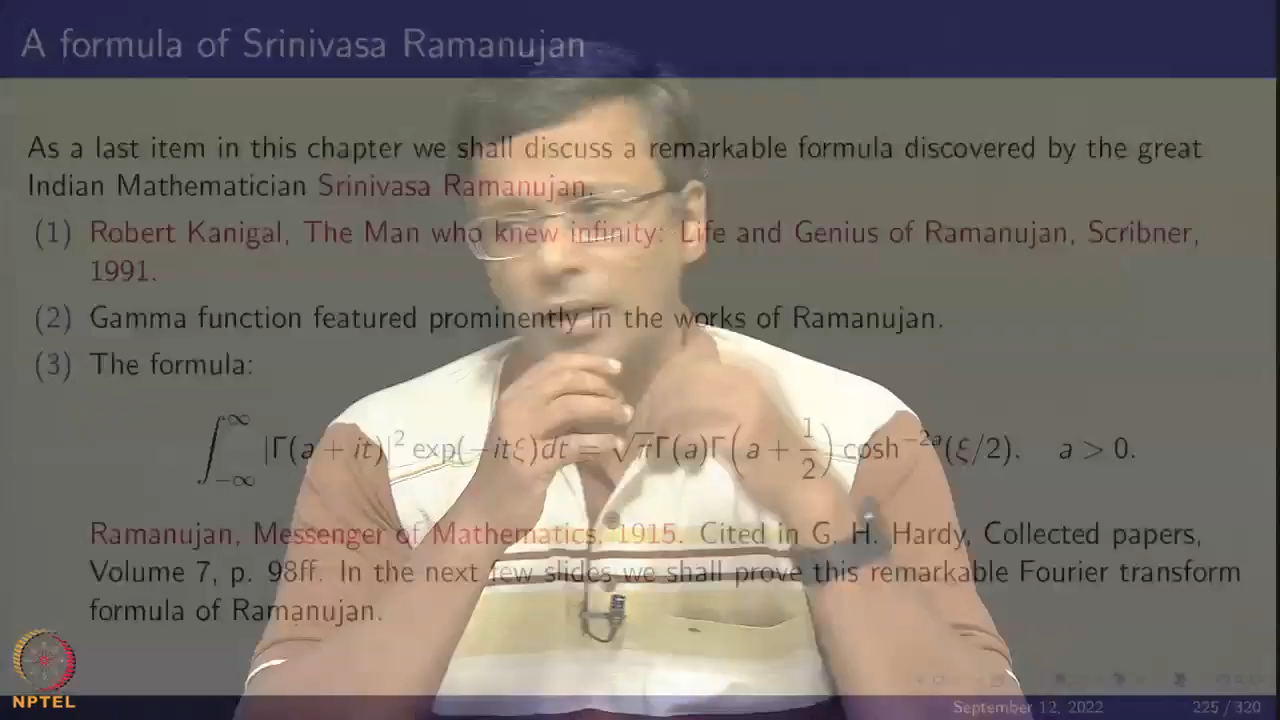 A formula of Srinivasa Ramanujan
As a last item in this chapter we shall discuss a remarkable formula discovered by the great
Indian Mathematician Srinivasa Ramanujan.
(1) Robert Kanigal, The Man who knew infinity: Life and Genius of Ramanujan, Scribner,
1991.
(2) Gamma function featured prominently in the works of Ramanujan.
(3) The formula:
∫_{-∞}^{∞} |Γ(a + it)|² exp(−itξ)dt = √π Γ(a)Γ(a + 1/2) cosh^{−2a}(ξ/2). a > 0.
Ramanujan, Messenger of Mathematics, 1915. Cited in G. H. Hardy, Collected papers,
Volume 7, p. 98ff. In the next few slides we shall prove this remarkable Fourier transform
formula of Ramanujan.
NPTEL
September 12, 2022 225 / 320